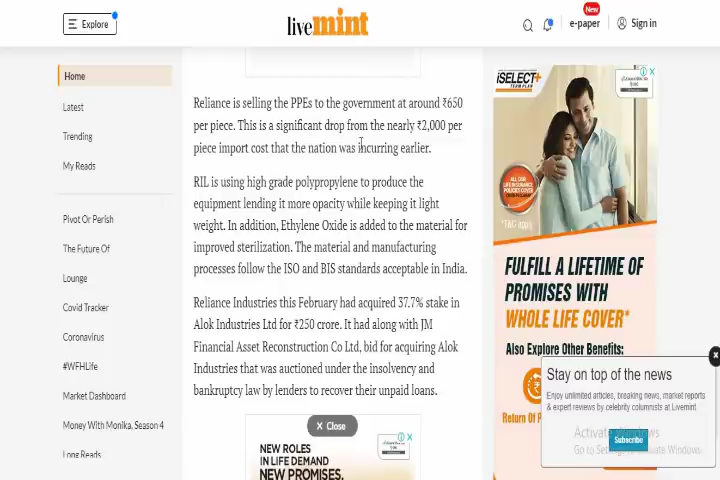 Explore
livemint
New
e-paper
Sign in
Home
Latest
Trending
My Reads
Pivot Or Perish
The Future Of
Lounge
Covid Tracker
Coronavirus
#WFHLife
Market Dashboard
Money With Monika, Season 4
Long Reads
Reliance is selling the PPEs to the government at around ₹650
per piece. This is a significant drop from the nearly ₹2,000 per
piece import cost that the nation was incurring earlier.
RIL is using high grade polypropylene to produce the
equipment lending it more opacity while keeping it light
weight. In addition, Ethylene Oxide is added to the material for
improved sterilization. The material and manufacturing
processes follow the ISO and BIS standards acceptable in India.
Reliance Industries this February had acquired 37.7% stake in
Alok Industries Ltd for ₹250 crore. It had along with JM
Financial Asset Reconstruction Co Ltd, bid for acquiring Alok
Industries that was auctioned under the insolvency and
bankruptcy law by lenders to recover their unpaid loans.
X Close
NEW ROLES
IN LIFE DEMAND
NEW PROMISES.
iSELECT+
TERM PLAN
ALL OUR
LIFE INSURANCE
POLICIES COVER
*T&C apply
FULFILL A LIFETIME OF
PROMISES WITH
WHOLE LIFE COVER*
Also Explore Other Benefits:
Return Of P
Stay on top of the news
Enjoy unlimited articles, breaking news, market reports
& expert reviews by celebrity columnists at Livemint
Subscribe
Activate Windows
Go to Settings to activate Windows.